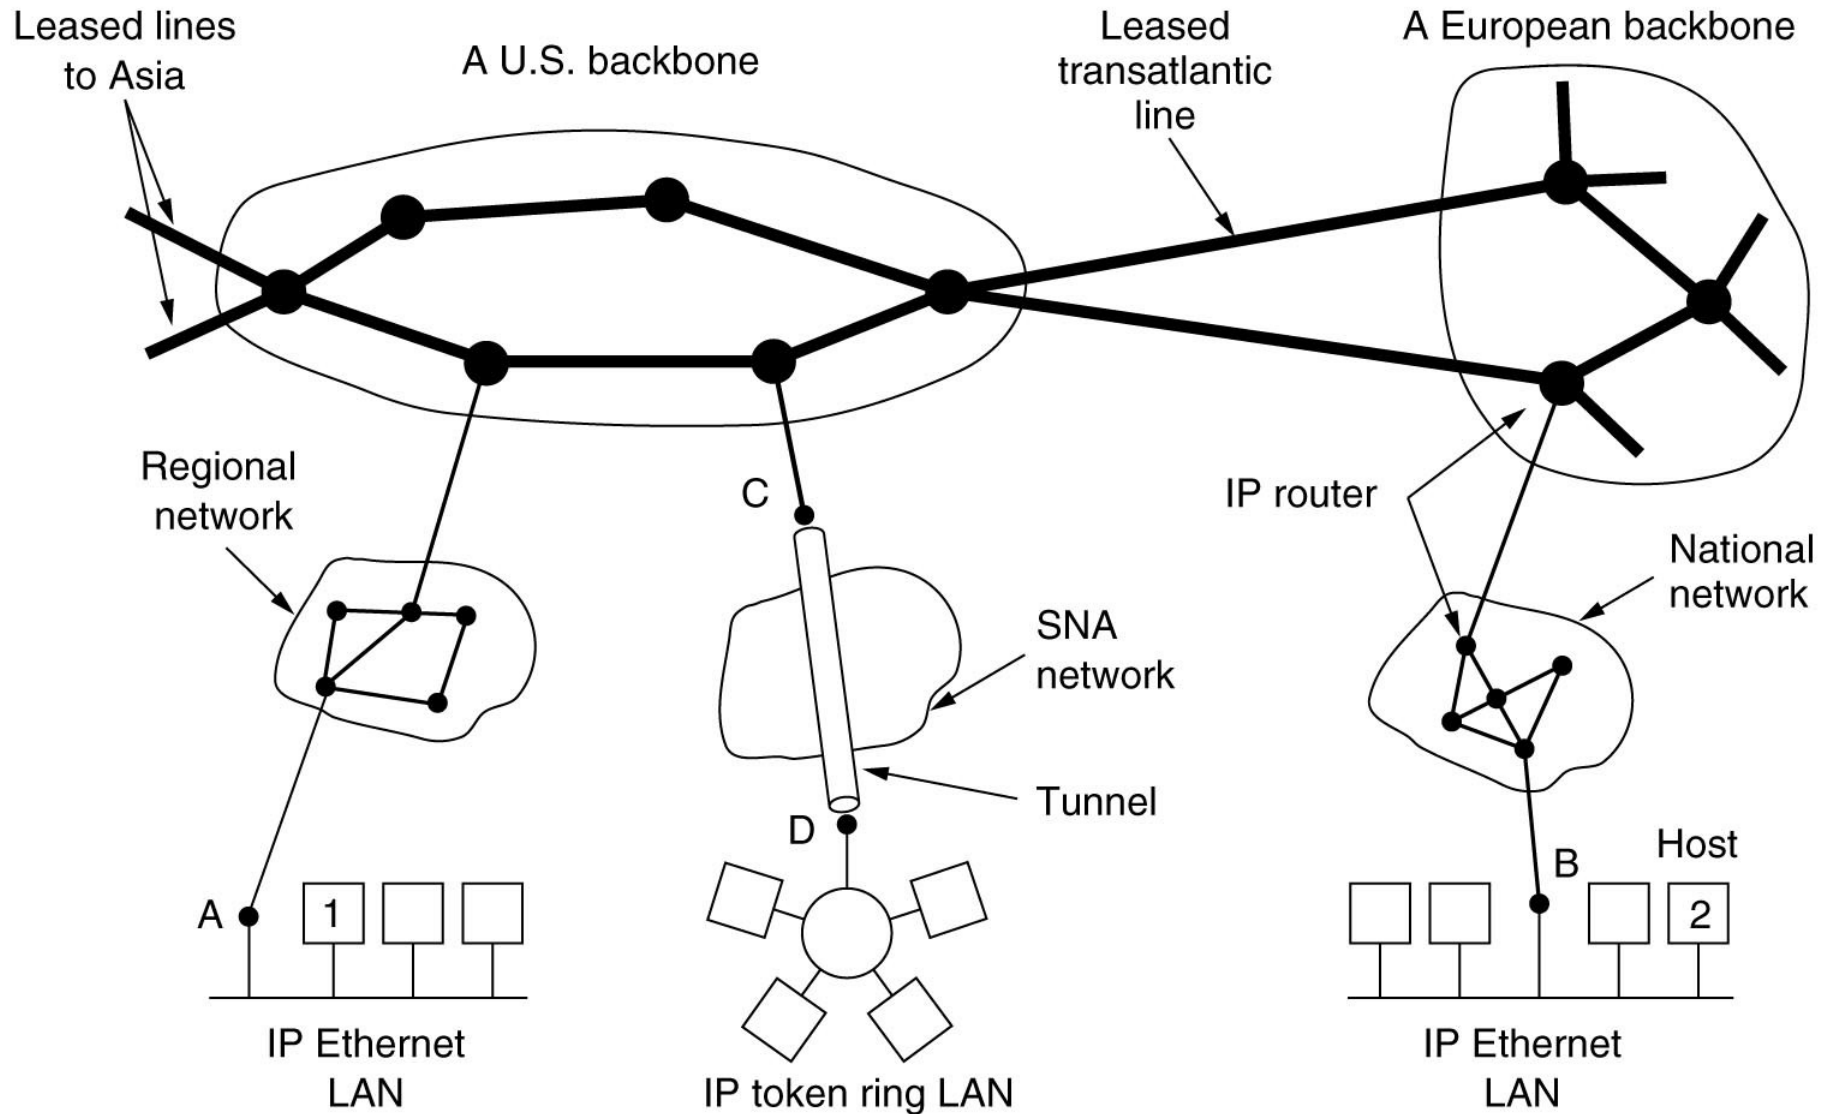 Leased lines
to Asia
A U.S. backbone
Leased
transatlantic
line
A European backbone
Regional
network
C
IP router
National
network
SNA
network
Tunnel
D
A
1
B
Host
2
IP Ethernet
LAN
IP token ring LAN
IP Ethernet
LAN